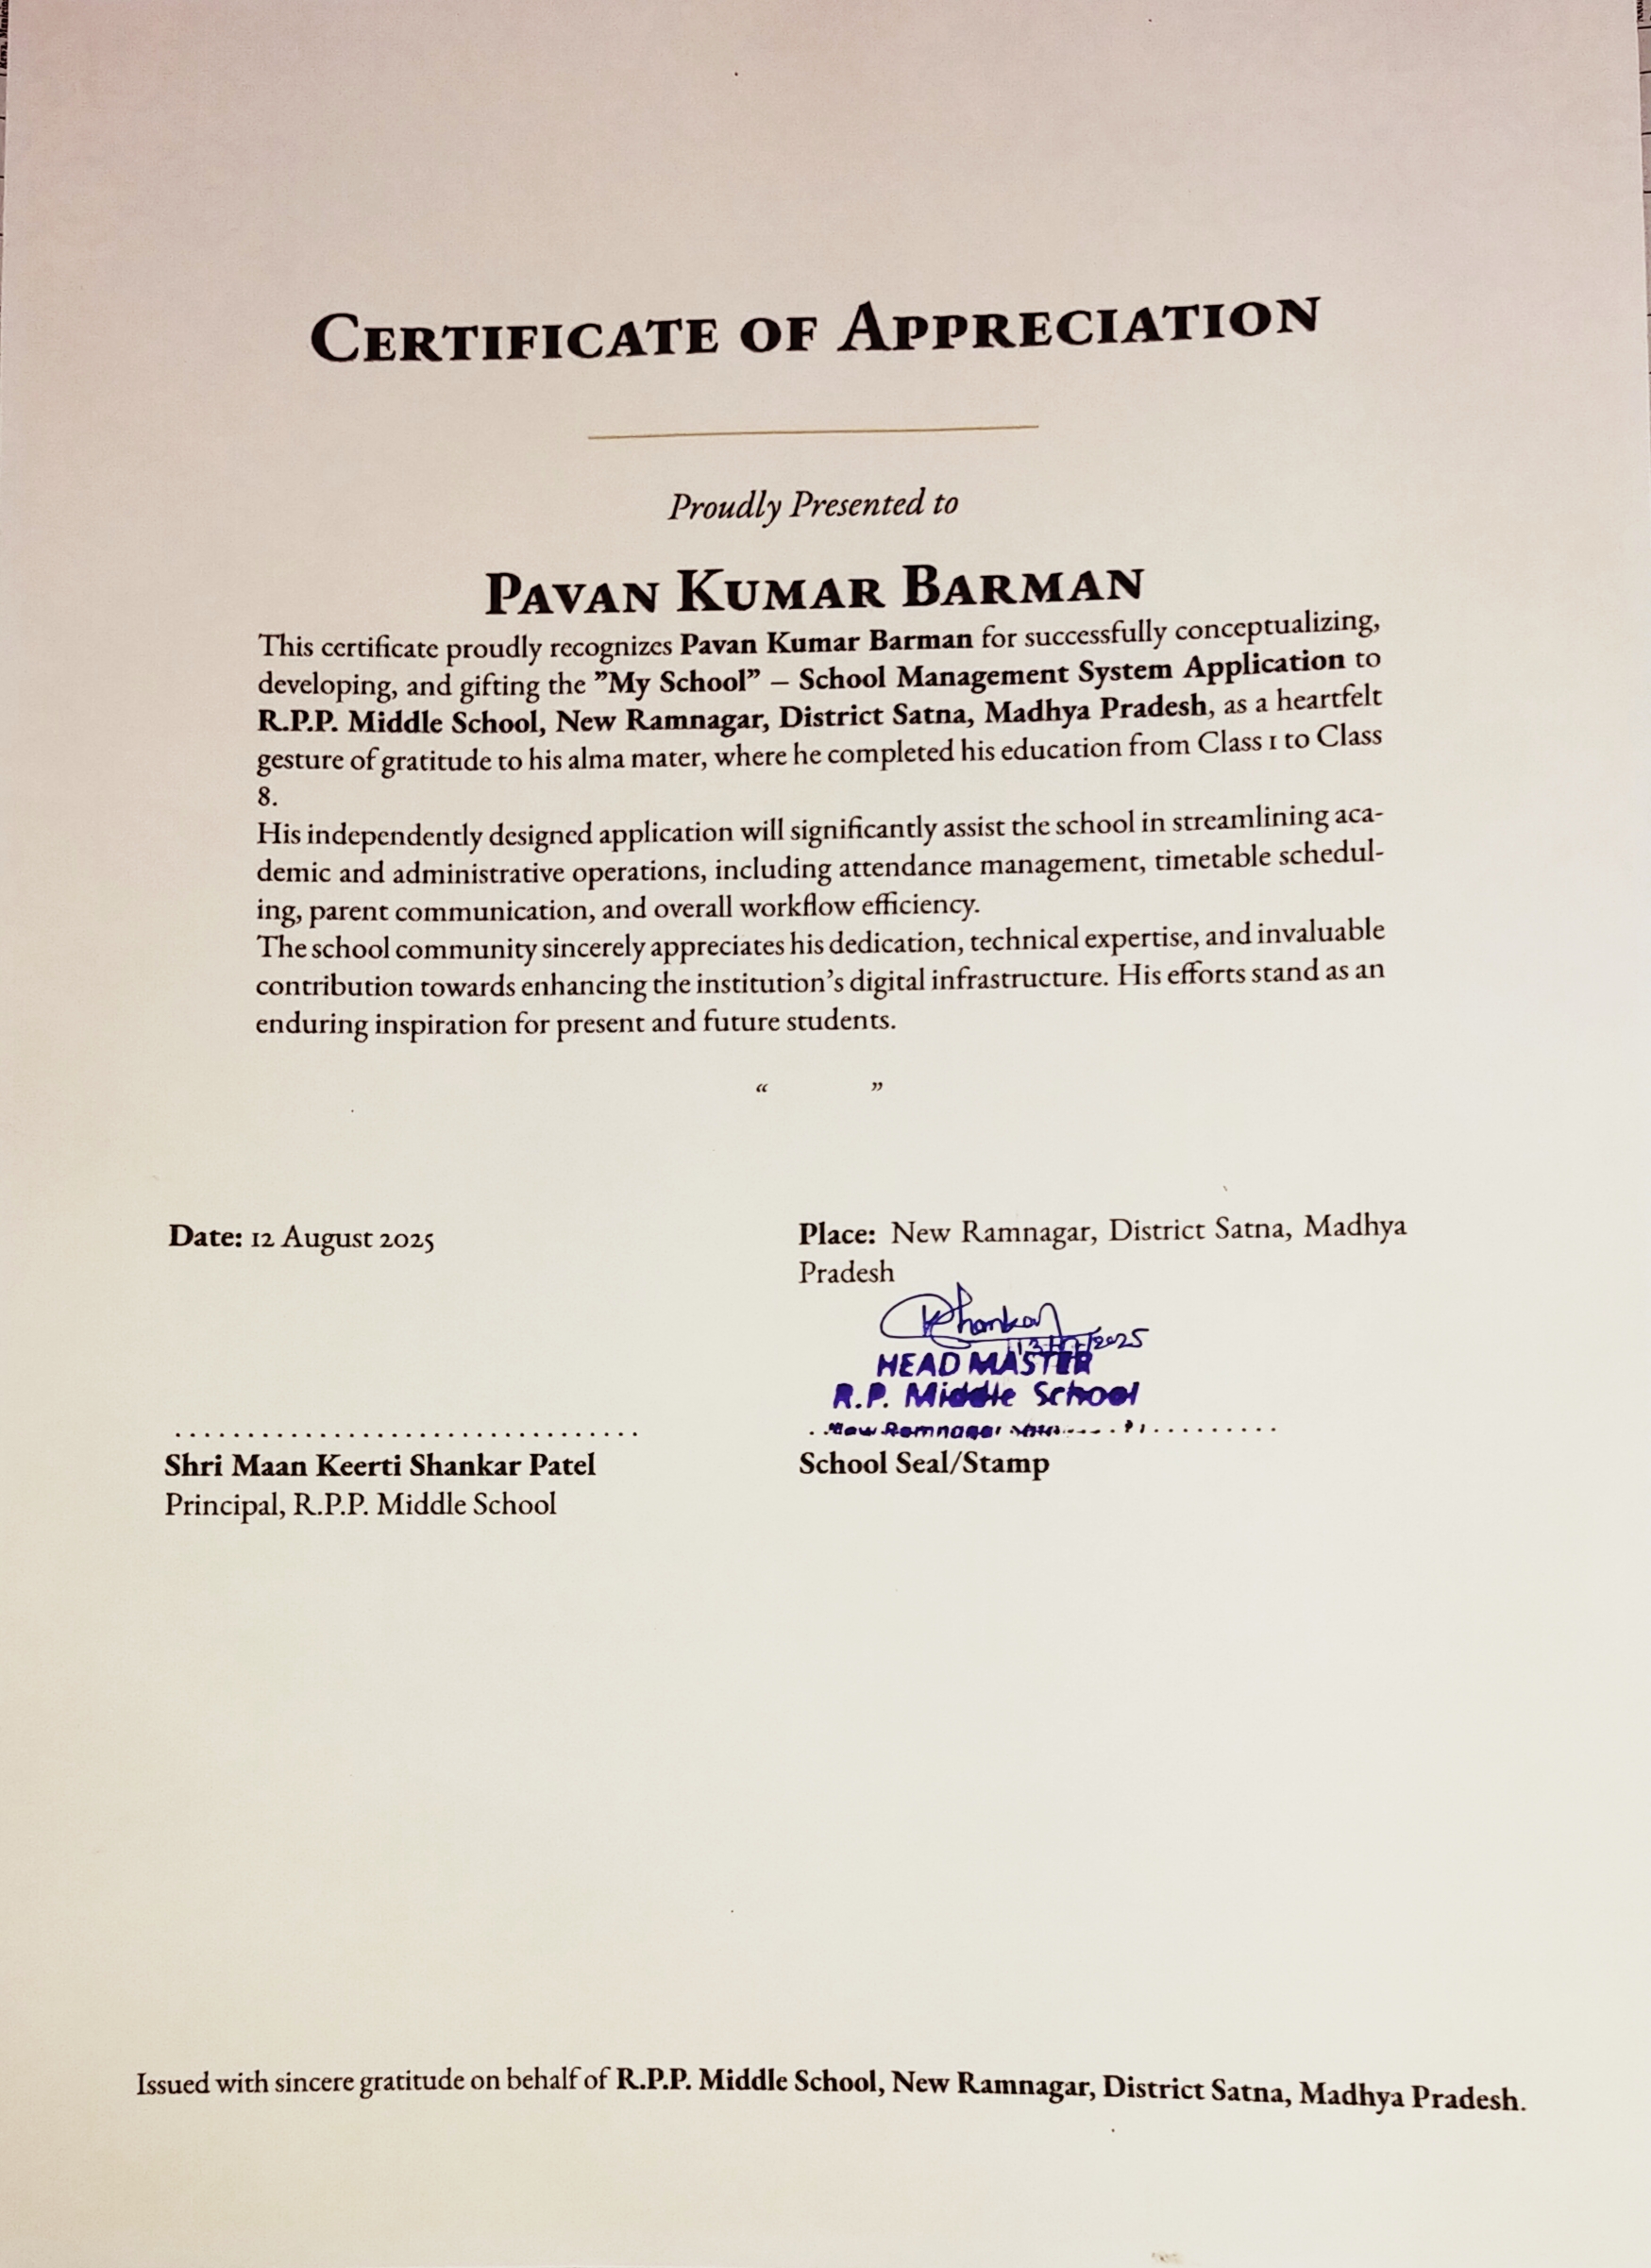 CERTIFICATE OF APPRECIATION
Proudly Presented to
PAVAN KUMAR BARMAN
This certificate proudly recognizes Pavan Kumar Barman for successfully conceptualizing,
developing, and gifting the ”My School” – School Management System Application to
R.P.P. Middle School, New Ramnagar, District Satna, Madhya Pradesh, as a heartfelt
gesture of gratitude to his alma mater, where he completed his education from Class 1 to Class
8.
His independently designed application will significantly assist the school in streamlining aca-
demic and administrative operations, including attendance management, timetable schedul-
ing, parent communication, and overall workflow efficiency.
The school community sincerely appreciates his dedication, technical expertise, and invaluable
contribution towards enhancing the institution’s digital infrastructure. His efforts stand as an
enduring inspiration for present and future students.
“ ”
Date: 12 August 2025
Place: New Ramnagar, District Satna, Madhya
Pradesh
HEAD MASTER
R.P. Middle School
New Ramnagar
Shri Maan Keerti Shankar Patel
Principal, R.P.P. Middle School
School Seal/Stamp
Issued with sincere gratitude on behalf of R.P.P. Middle School, New Ramnagar, District Satna, Madhya Pradesh.